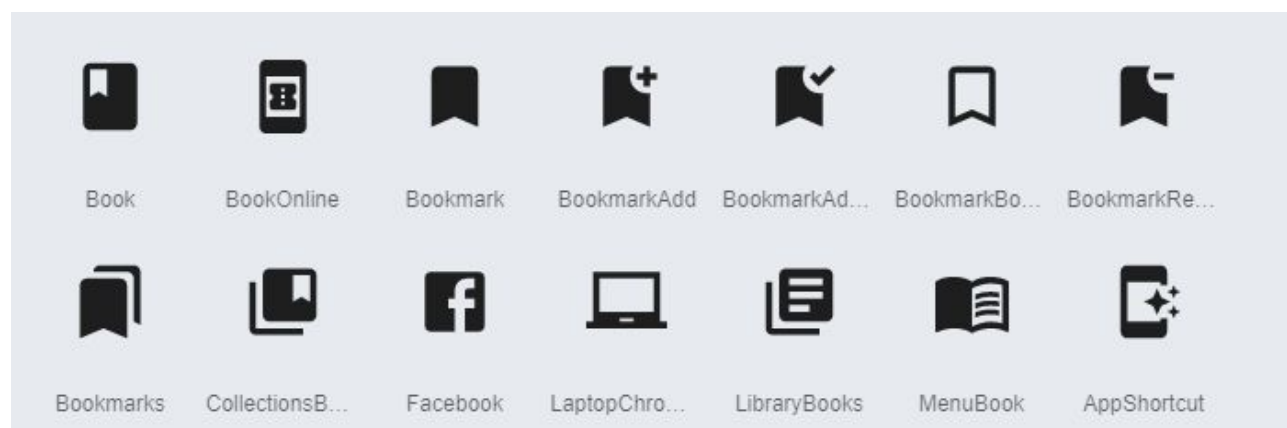 Book BookOnline Bookmark BookmarkAdd BookmarkAd... BookmarkBo... BookmarkRe...
Bookmarks CollectionsB... Facebook LaptopChro... LibraryBooks MenuBook AppShortcut